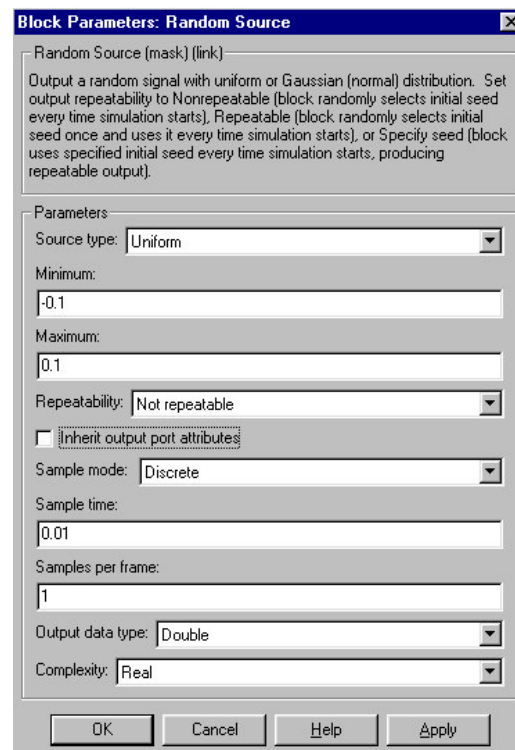 Block Parameters: Random Source
Random Source (mask) (link)
Output a random signal with uniform or Gaussian (normal) distribution. Set
output repeatability to Nonrepeatable (block randomly selects initial seed
every time simulation starts), Repeatable (block randomly selects initial
seed once and uses it every time simulation starts), or Specify seed (block
uses specified initial seed every time simulation starts, producing
repeatable output).
Parameters
Source type: Uniform
Minimum:
-0.1
Maximum:
0.1
Repeatability: Not repeatable
Inherit output port attributes
Sample mode: Discrete
Sample time:
0.01
Samples per frame:
1
Output data type: Double
Complexity: Real
OK Cancel Help Apply